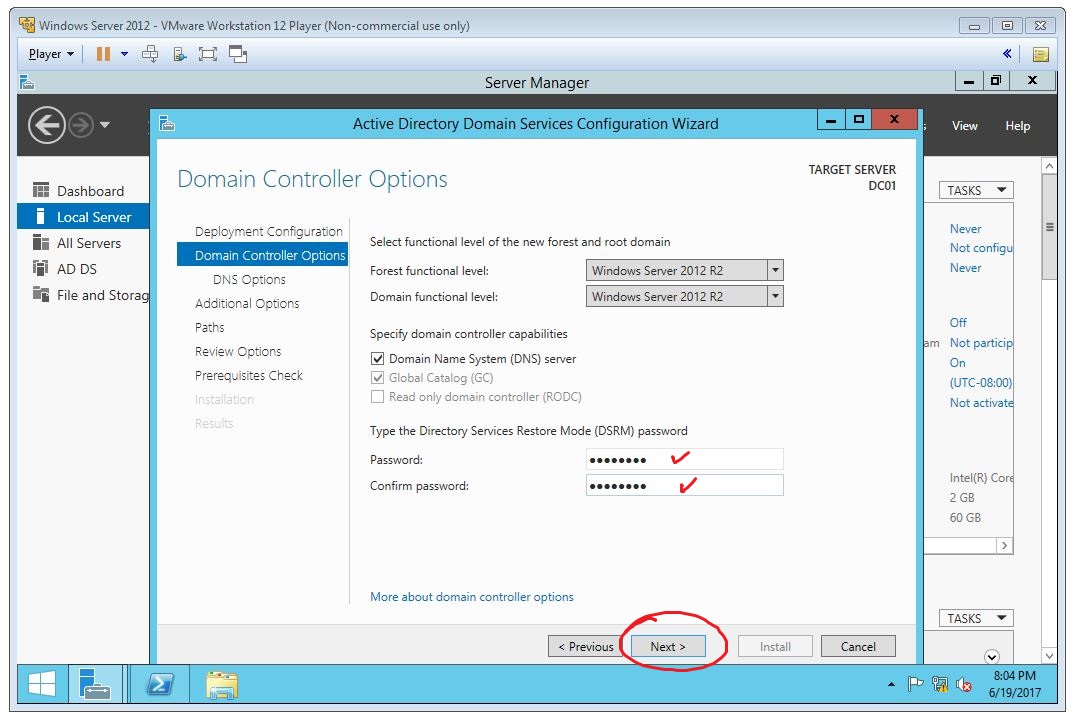 Windows Server 2012 - VMware Workstation 12 Player (Non-commercial use only)
Player
Server Manager
View Help
Active Directory Domain Services Configuration Wizard
Dashboard
Local Server
All Servers
AD DS
File and Storag
Domain Controller Options
TARGET SERVER
DC01
Deployment Configuration
Domain Controller Options
DNS Options
Additional Options
Paths
Review Options
Prerequisites Check
Installation
Results
Select functional level of the new forest and root domain
Forest functional level: Windows Server 2012 R2
Domain functional level: Windows Server 2012 R2
Specify domain controller capabilities
Domain Name System (DNS) server
Global Catalog (GC)
Read only domain controller (RODC)
Type the Directory Services Restore Mode (DSRM) password
Password: ••••••••
Confirm password: ••••••••
More about domain controller options
< Previous Next > Install Cancel
TASKS
Never
Not configu
Never
Off
am Not particip
On
(UTC-08:00)
Not activate
Intel(R) Core
2 GB
60 GB
TASKS
8:04 PM
6/19/2017